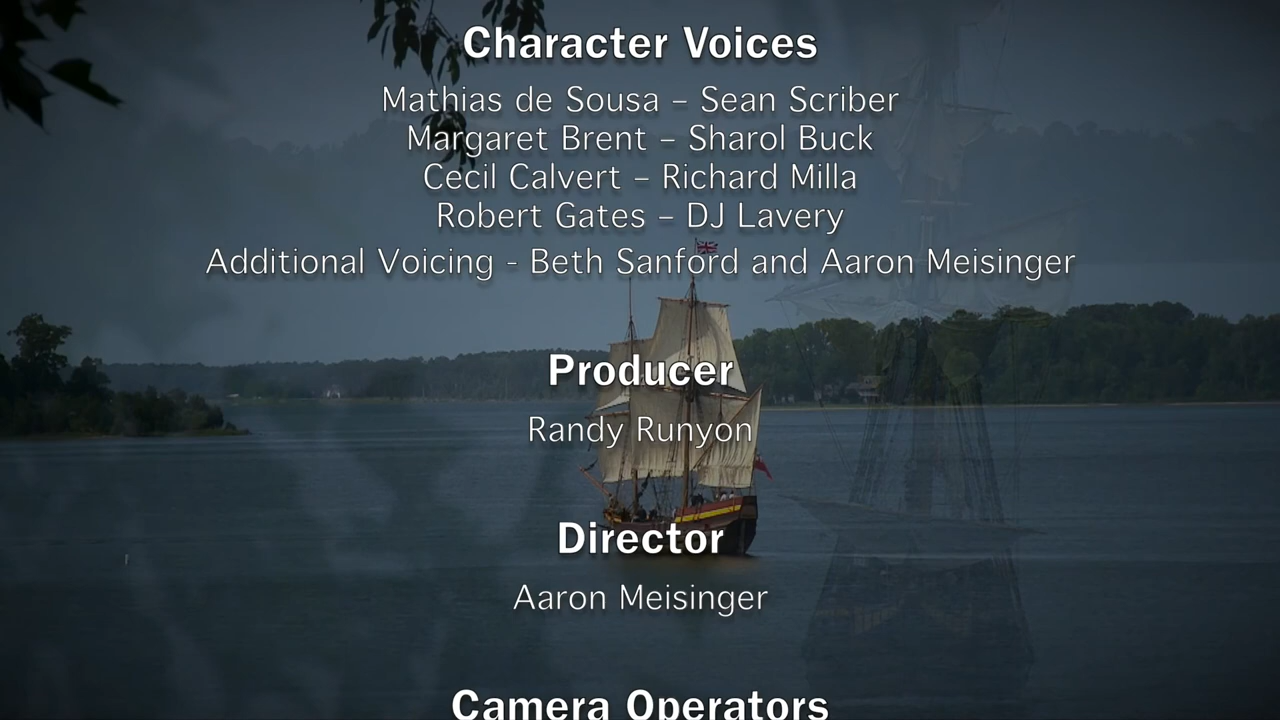 Character Voices
Mathias de Sousa – Sean Scriber
Margaret Brent – Sharol Buck
Cecil Calvert – Richard Milla
Robert Gates – DJ Lavery
Additional Voicing - Beth Sanford and Aaron Meisinger
Producer
Randy Runyon
Director
Aaron Meisinger
Camera Operators